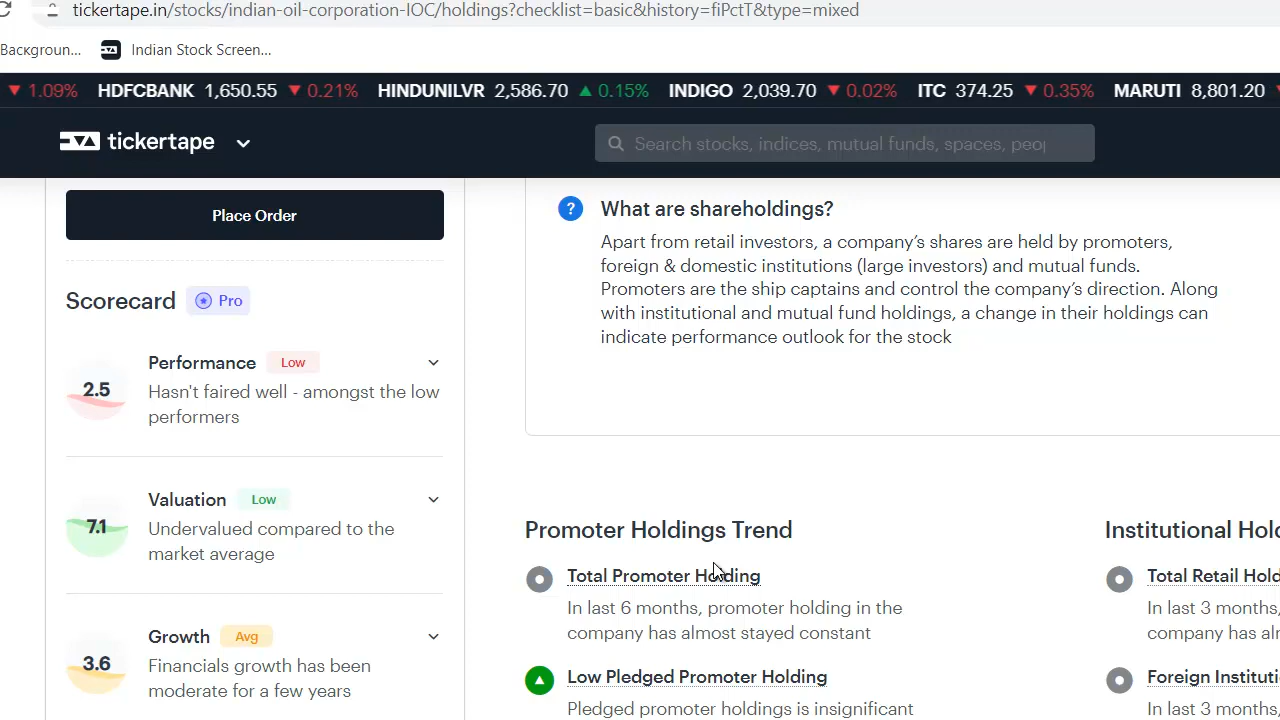 tickertape.in/stocks/indian-oil-corporation-IOC/holdings?checklist=basic&history=fiPctT&type=mixed
Backgroun... Indian Stock Screen...
▼ 1.09% HDFCBANK 1,650.55 ▼ 0.21% HINDUNILVR 2,586.70 ▲ 0.15% INDIGO 2,039.70 ▼ 0.02% ITC 374.25 ▼ 0.35% MARUTI 8,801.20
tickertape
Search stocks, indices, mutual funds, spaces, peop
Place Order
Scorecard Pro
Performance Low
2.5
Hasn't faired well - amongst the low
performers
Valuation Low
7.1
Undervalued compared to the
market average
Growth Avg
3.6
Financials growth has been
moderate for a few years
? What are shareholdings?
Apart from retail investors, a company’s shares are held by promoters,
foreign & domestic institutions (large investors) and mutual funds.
Promoters are the ship captains and control the company’s direction. Along
with institutional and mutual fund holdings, a change in their holdings can
indicate performance outlook for the stock
Promoter Holdings Trend
Total Promoter Holding
In last 6 months, promoter holding in the
company has almost stayed constant
Low Pledged Promoter Holding
Pledged promoter holdings is insignificant
Institutional Hol
Total Retail Hold
In last 3 months,
company has al
Foreign Instituti
In last 3 months,